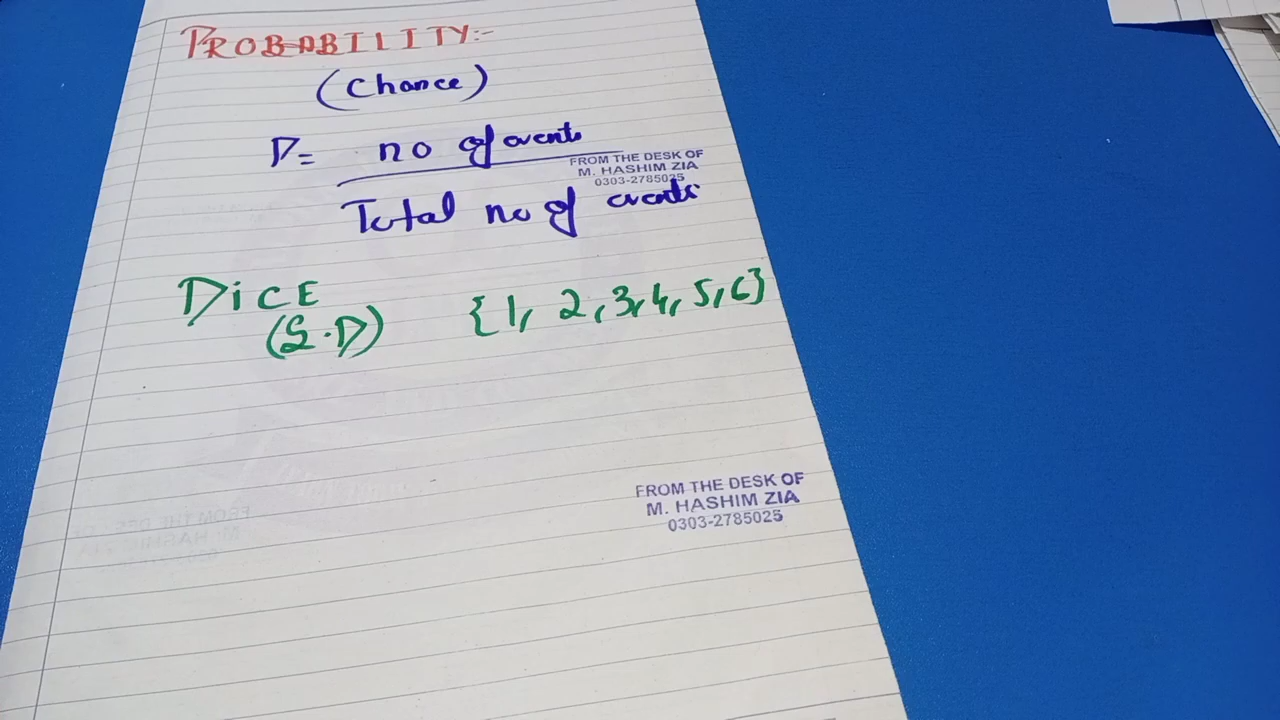 PROBABILITY:-
(Chance)
P= no of events
Total no of events
FROM THE DESK OF
M. HASHIM ZIA
0303-2785025
DiCE {1, 2, 3, 4, 5, 6}
(S.D)
FROM THE DESK OF
M. HASHIM ZIA
0303-2785025